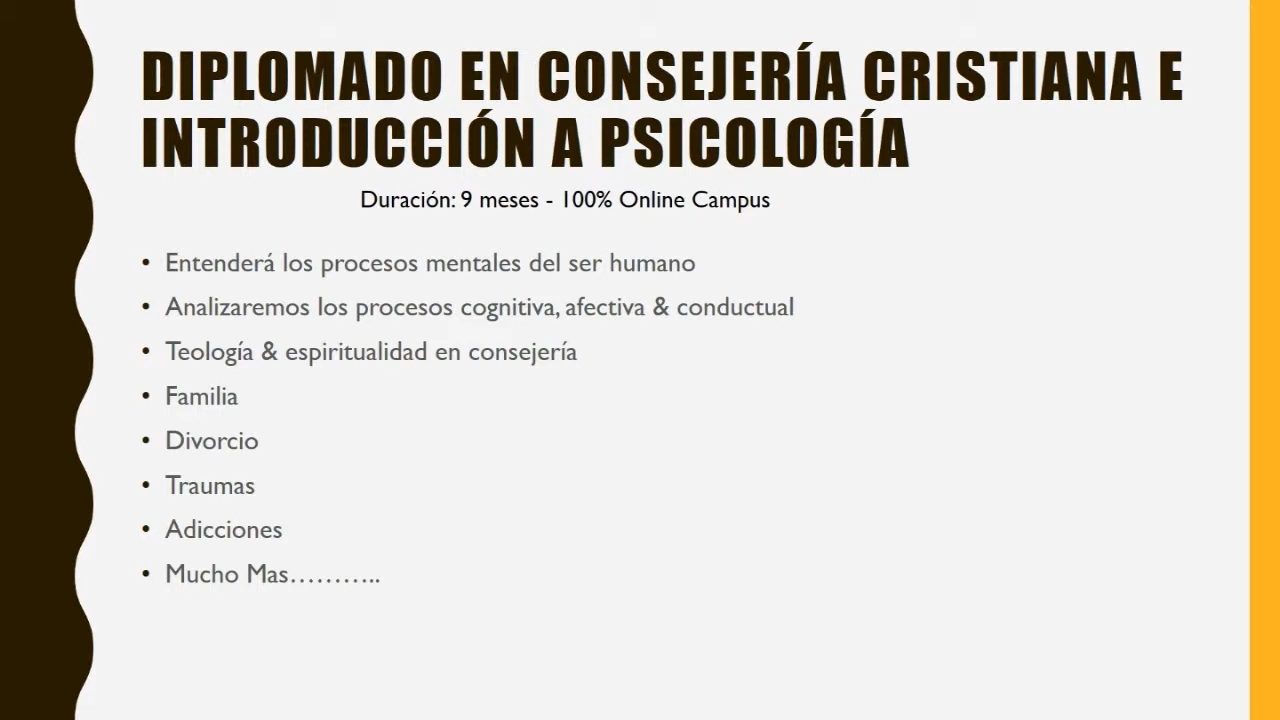 DIPLOMADO EN CONSEJERÍA CRISTIANA E
INTRODUCCIÓN A PSICOLOGÍA
Duración: 9 meses - 100% Online Campus
• Entenderá los procesos mentales del ser humano
• Analizaremos los procesos cognitiva, afectiva & conductual
• Teología & espiritualidad en consejería
• Familia
• Divorcio
• Traumas
• Adicciones
• Mucho Mas………..